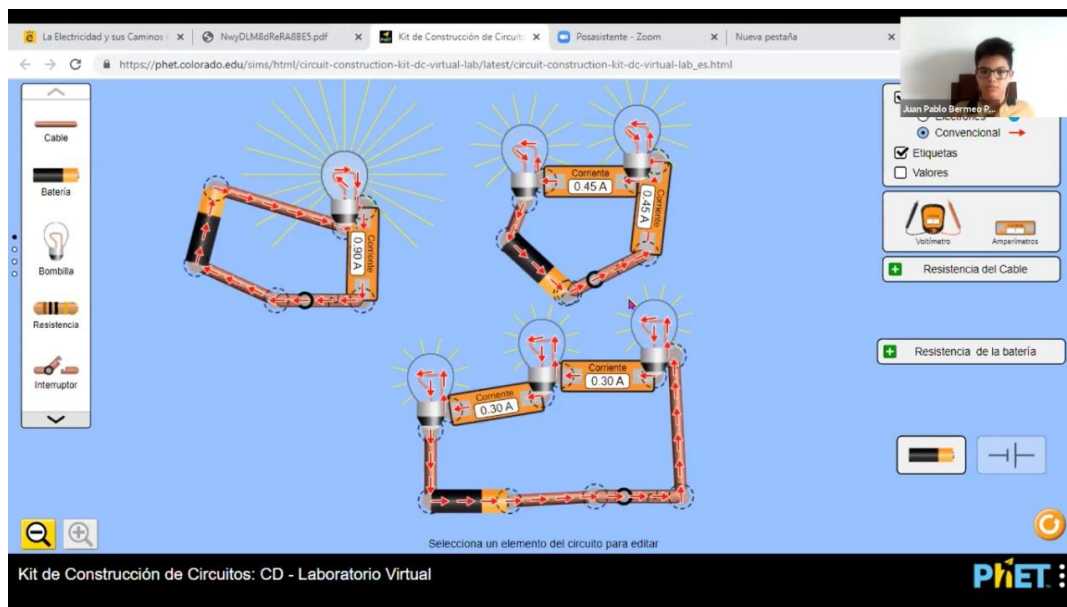 La Electricidad y sus Caminos
NwyDLM8dReRA8BE5.pdf
Kit de Construcción de Circuit
Posasistente - Zoom
Nueva pestaña
https://phet.colorado.edu/sims/html/circuit-construction-kit-dc-virtual-lab/latest/circuit-construction-kit-dc-virtual-lab_es.html
Juan Pablo Bermeo P...
Electrones
Convencional
Etiquetas
Valores
Voltímetro
Amperímetros
Resistencia del Cable
Resistencia de la batería
Cable
Batería
Bombilla
Resistencia
Interruptor
Corriente
0.90 A
Corriente
0.45 A
Corriente
0.45 A
Corriente
0.30 A
Corriente
0.30 A
Selecciona un elemento del circuito para editar
Kit de Construcción de Circuitos: CD - Laboratorio Virtual
PhET